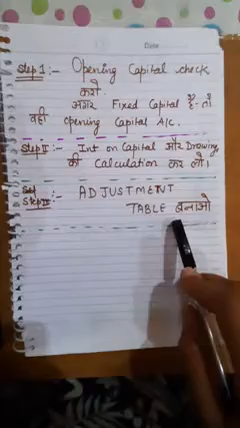 Date
Step I :- Opening Capital check
करो
अगर Fixed Capital है तो
वही opening Capital A/c.
Step II :- Int on Capital और Drawing
की Calculation कर लो।
Step III :- ADJUSTMENT
TABLE बनाओ